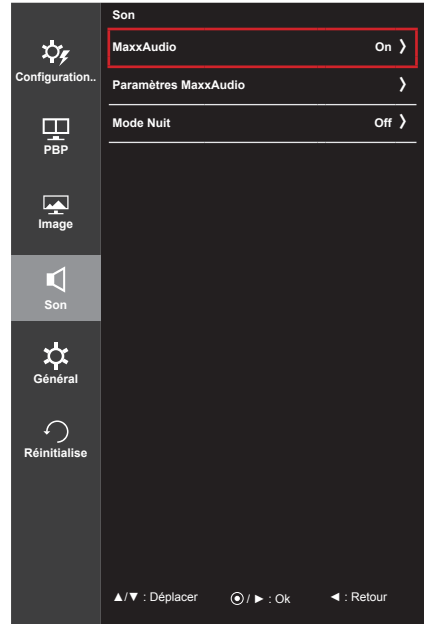 Configuration..
PBP
Image
Son
Général
Réinitialise
Son
MaxxAudio On ❯
Paramètres MaxxAudio ❯
Mode Nuit Off ❯
▲/▼ : Déplacer ⦿/ ► : Ok ◄ : Retour